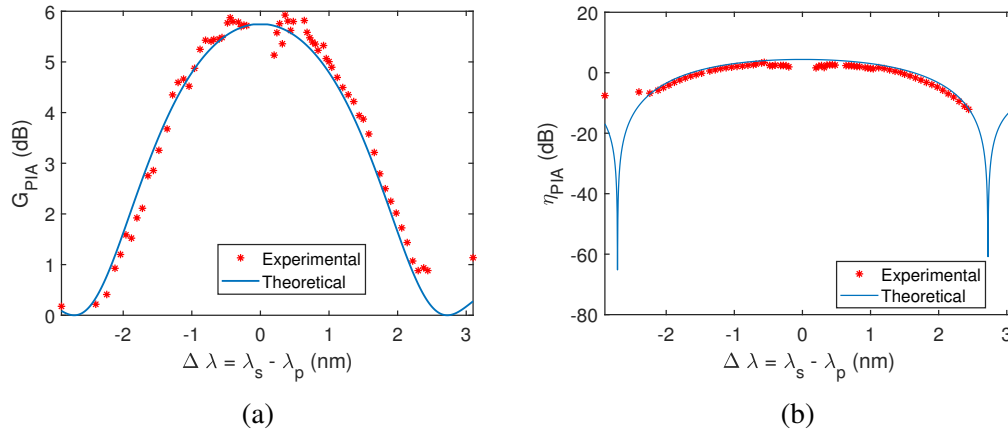 6
5
4
3
2
1
0
G_PIA (dB)
-2 -1 0 1 2 3
Δ λ = λ_s - λ_p (nm)
Experimental
Theoretical
(a)
20
0
-20
-40
-60
-80
η_PIA (dB)
-2 -1 0 1 2 3
Δ λ = λ_s - λ_p (nm)
Experimental
Theoretical
(b)